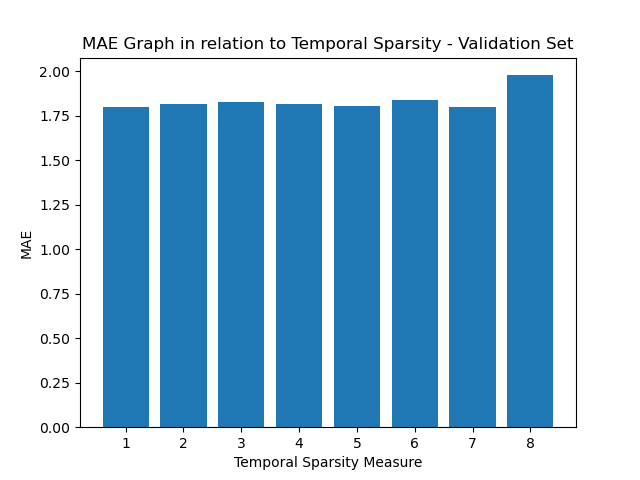 MAE Graph in relation to Temporal Sparsity - Validation Set
2.00
1.75
1.50
1.25
1.00
0.75
0.50
0.25
0.00
MAE
1 2 3 4 5 6 7 8
Temporal Sparsity Measure